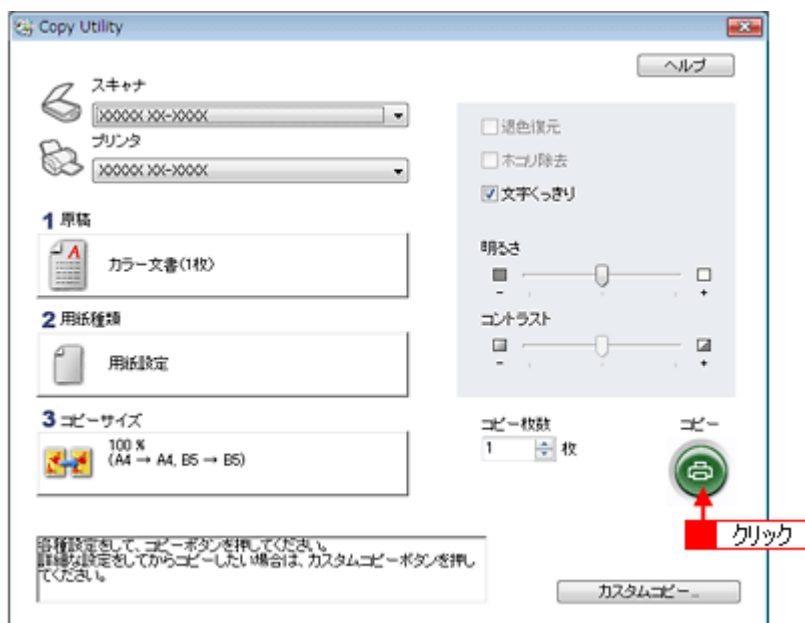 Copy Utility
ヘルプ
スキャナ
XXXXX XX-XXXX
プリンタ
XXXXX XX-XXXX
1 原稿
カラー文書(1枚)
2 用紙種類
用紙設定
3 コピーサイズ
100 %
(A4 → A4, B5 → B5)
退色復元
ホコリ除去
文字くっきり
明るさ
- +
コントラスト
- +
コピー枚数
1 枚
コピー
クリック
各種設定をして、コピーボタンを押してください。
詳細な設定をしてからコピーしたい場合は、カスタムコピーボタンを押し
てください。
カスタムコピー...